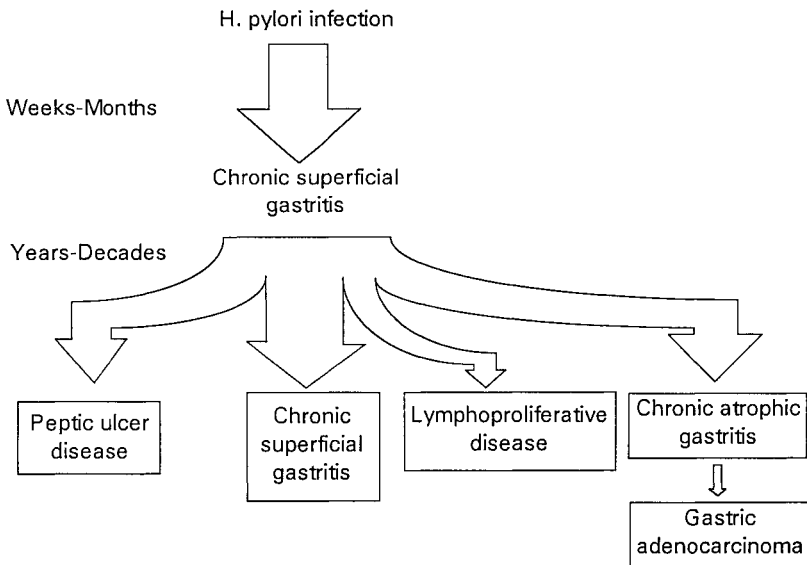 H. pylori infection
Weeks-Months
Chronic superficial
gastritis
Years-Decades
Peptic ulcer
disease
Chronic
superficial
gastritis
Lymphoproliferative
disease
Chronic atrophic
gastritis
Gastric
adenocarcinoma